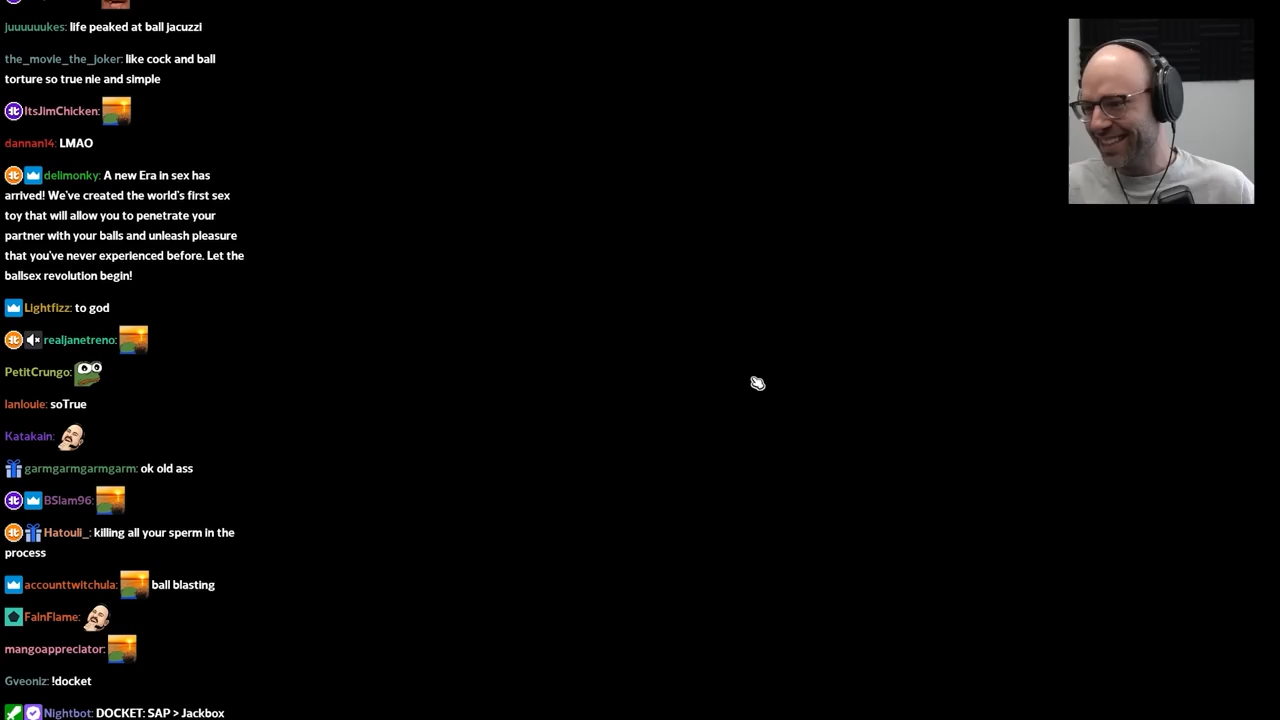 juuuuuukes: life peaked at ball jacuzzi
the_movie_the_joker: like cock and ball
torture so true nie and simple
ItsJimChicken:
dannan14: LMAO
delimonky: A new Era in sex has
arrived! We've created the world's first sex
toy that will allow you to penetrate your
partner with your balls and unleash pleasure
that you've never experienced before. Let the
ballsex revolution begin!
Lightfizz: to god
realjanetreno:
PetitCrungo:
lanlouie: soTrue
Katakain:
garmgarmgarmgarm: ok old ass
BSlam96:
Hatouli_: killing all your sperm in the
process
accounttwitchula: ball blasting
FainFlame:
mangoappreciator:
Gveoniz: !docket
Nightbot: DOCKET: SAP > Jackbox